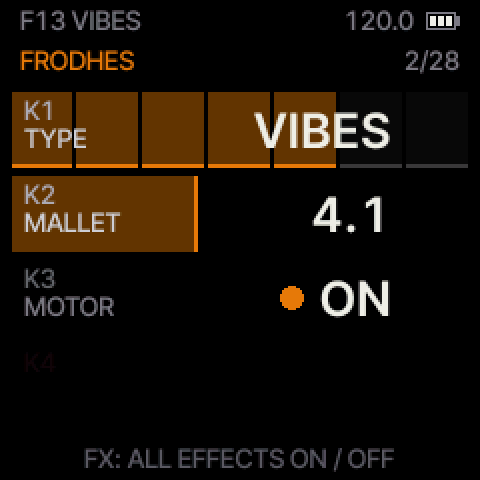 F13 VIBES 120.0
FRODHES 2/28
K1
TYPE VIBES
K2
MALLET 4.1
K3
MOTOR ON
K4
FX: ALL EFFECTS ON / OFF